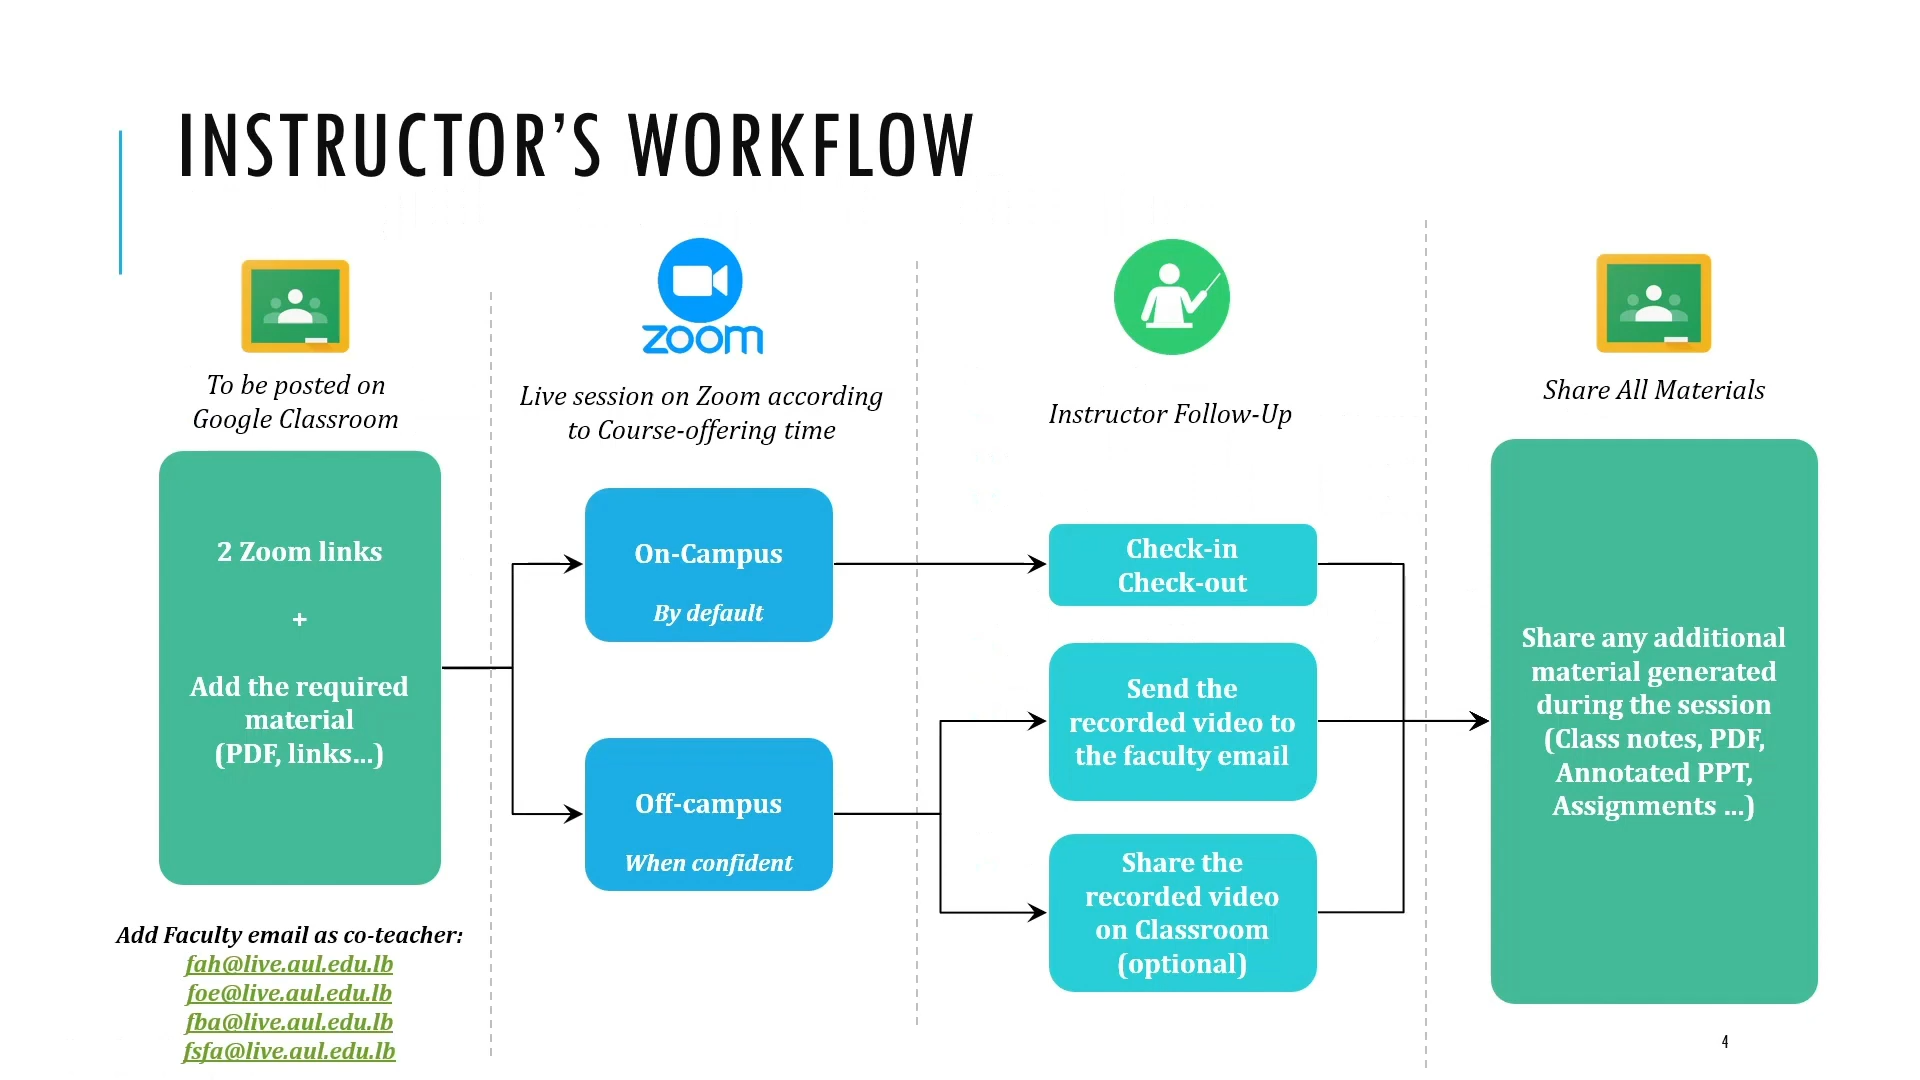 INSTRUCTOR’S WORKFLOW
To be posted on
Google Classroom
2 Zoom links
+
Add the required
material
(PDF, links...)
Add Faculty email as co-teacher:
fah@live.aul.edu.lb
foe@live.aul.edu.lb
fba@live.aul.edu.lb
fsfa@live.aul.edu.lb
zoom
Live session on Zoom according
to Course-offering time
On-Campus
By default
Off-campus
When confident
Instructor Follow-Up
Check-in
Check-out
Send the
recorded video to
the faculty email
Share the
recorded video
on Classroom
(optional)
Share All Materials
Share any additional
material generated
during the session
(Class notes, PDF,
Annotated PPT,
Assignments ...)
4